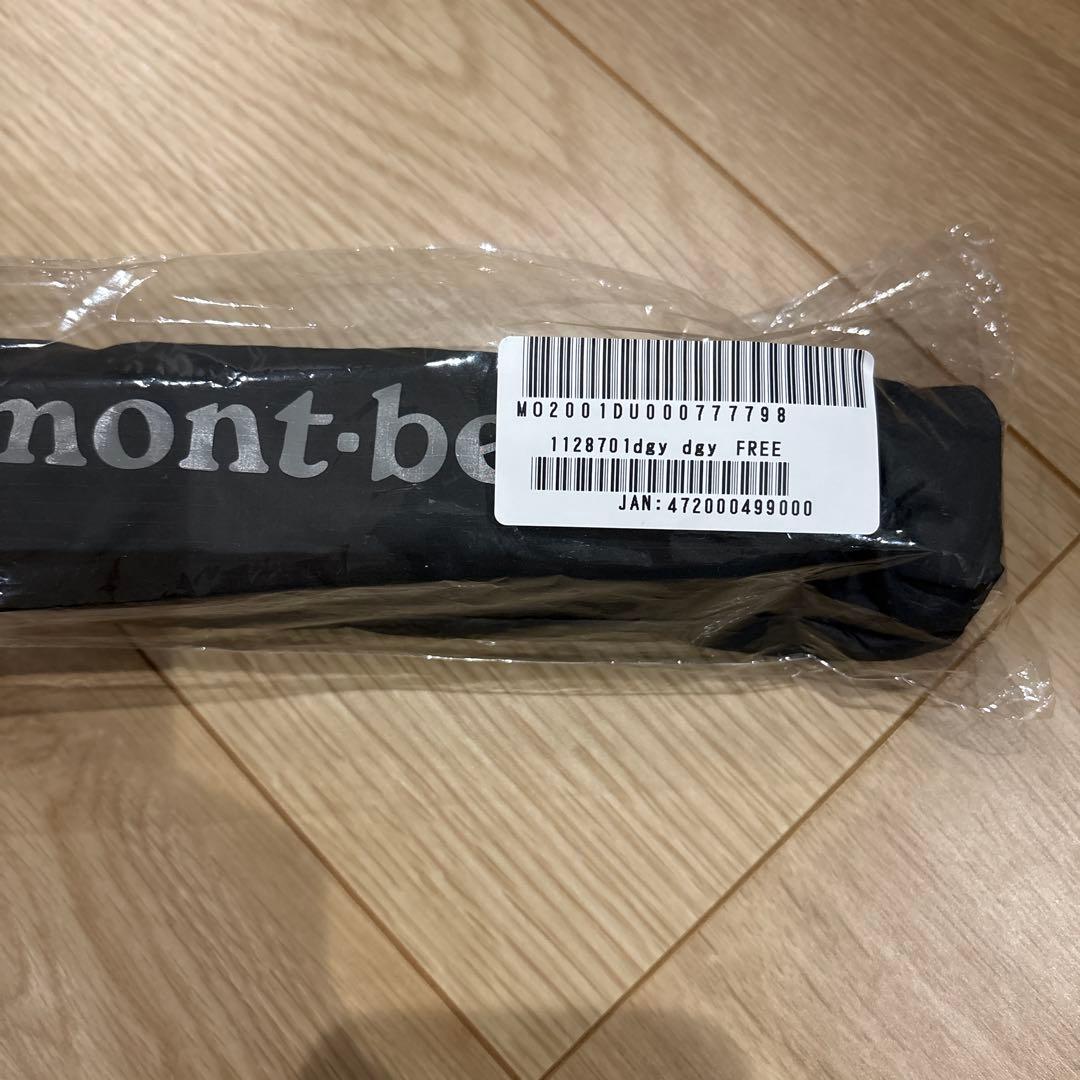 mont·be
MO2001DU000777798
1128701dgy dgy FREE
JAN:472000499000